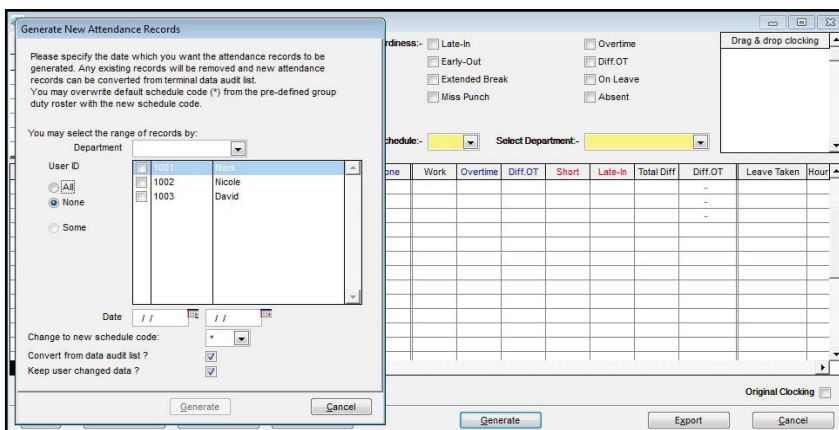 Generate New Attendance Records
Please specify the date which you want the attendance records to be
generated. Any existing records will be removed and new attendance
records can be converted from terminal data audit list.
You may overwrite default schedule code (*) from the pre-defined group
duty roster with the new schedule code.
You may select the range of records by:
Department
User ID
All
None
Some
1001 Mark
1002 Nicole
1003 David
Date / / / /
Change to new schedule code: *
Convert from data audit list ?
Keep user changed data ?
Generate Cancel
rdiness:- Late-In Overtime
Early-Out Diff.OT
Extended Break On Leave
Miss Punch Absent
Drag & drop clocking
chedule:- Select Department:-
one Work Overtime Diff.OT Short Late-In Total Diff Diff.OT Leave Taken Hour
Original Clocking
Generate Export Cancel